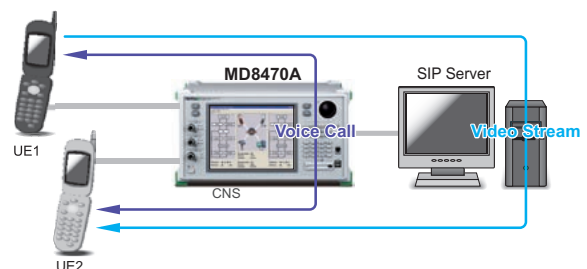 MD8470A
SIP Server
Voice Call
Video Stream
UE1
CNS
UE2